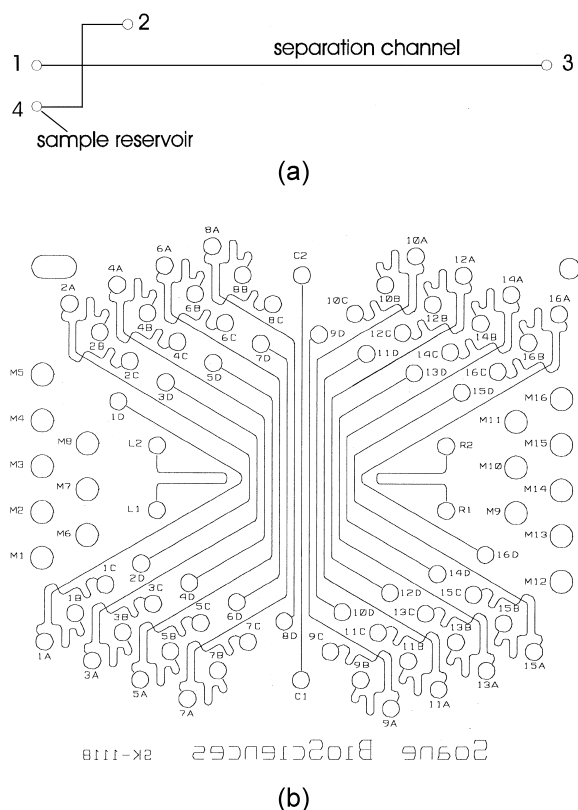 2
separation channel
1
3
4
sample reservoir
(a)
8A
C2
10A
6A
12A
4A
8B
14A
2A
6B
8C
10C
10B
16A
4B
6C
9D
12C
12B
2B
4C
7D
11D
14C
14B
2C
5D
13D
16C
16B
M5
3D
15D
1D
M16
M4
M8
L2
R2
M11
M15
M3
M7
M10
M14
M2
M6
L1
R1
M9
M13
M1
16D
1C
2D
14D
M12
1B
3C
4D
12D
15C
3B
5C
6D
10D
13C
15B
1A
5B
7C
8D
9C
11C
13B
3A
7B
11B
15A
5A
9B
13A
7A
C1
9A
11A
Soane BioSciences
SK-1118
(b)